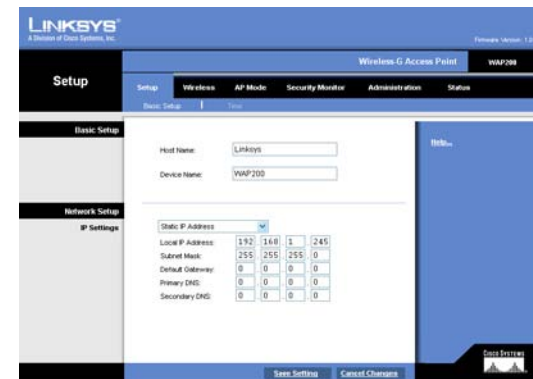 LINKSYS®
A Division of Cisco Systems, Inc.
Firmware Version: 1.0
Wireless-G Access Point WAP200
Setup
Setup Wireless AP Mode Security Monitor Administration Status
Basic Setup Time
Basic Setup
Help...
Host Name: Linksys
Device Name: WAP200
Network Setup
IP Settings
Static IP Address
Local IP Address: 192 . 168 . 1 . 245
Subnet Mask: 255 . 255 . 255 . 0
Default Gateway: 0 . 0 . 0 . 0
Primary DNS: 0 . 0 . 0 . 0
Secondary DNS: 0 . 0 . 0 . 0
Save Setting Cancel Changes
CISCO SYSTEMS